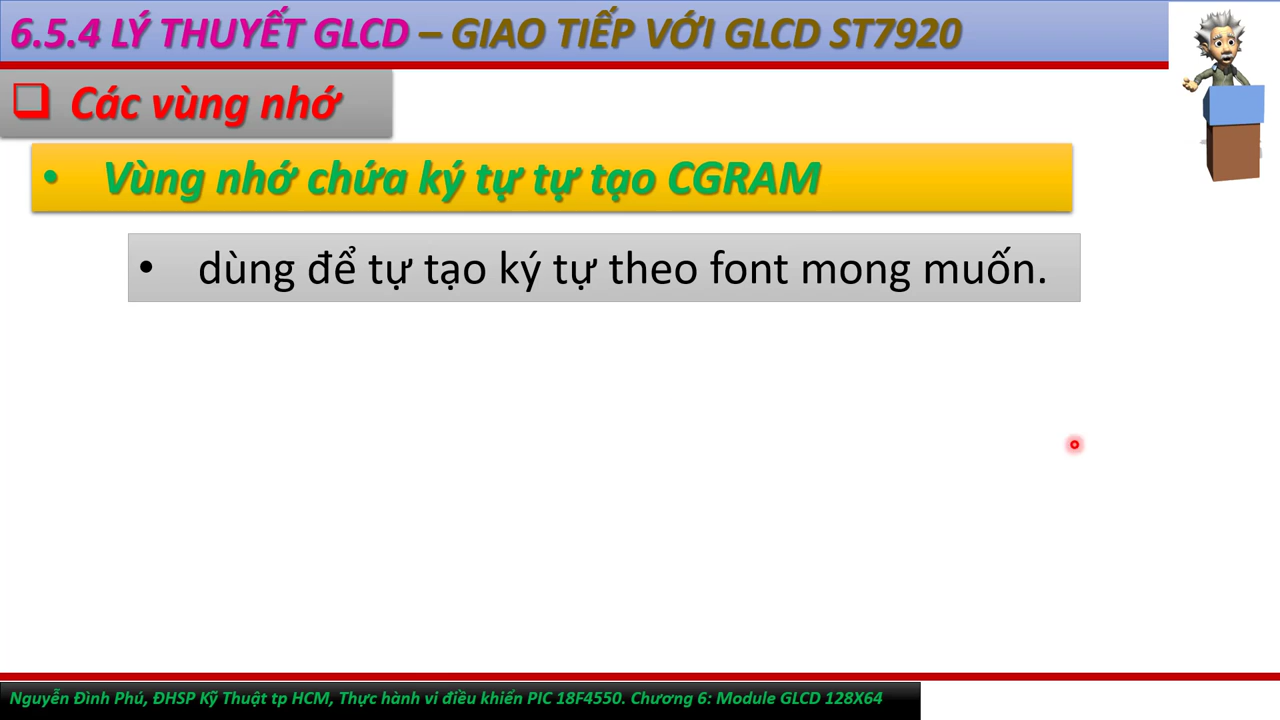 6.5.4 LÝ THUYẾT GLCD – GIAO TIẾP VỚI GLCD ST7920
❑ Các vùng nhớ
• Vùng nhớ chứa ký tự tự tạo CGRAM
• dùng để tự tạo ký tự theo font mong muốn.
Nguyễn Đình Phú, ĐHSP Kỹ Thuật tp HCM, Thực hành vi điều khiển PIC 18F4550. Chương 6: Module GLCD 128X64